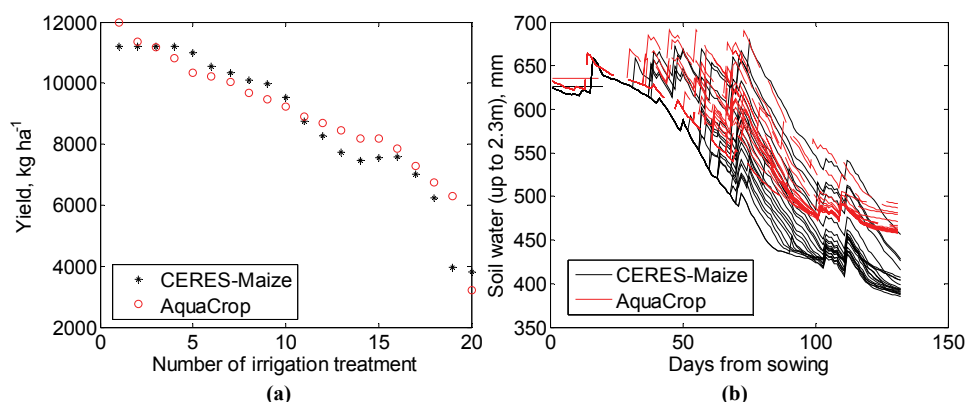 12000
10000
8000
6000
4000
2000
Yield, kg ha-1
CERES-Maize
AquaCrop
0 5 10 15 20
Number of irrigation treatment
(a)
700
650
600
550
500
450
400
350
Soil water (up to 2.3m), mm
CERES-Maize
AquaCrop
0 50 100 150
Days from sowing
(b)